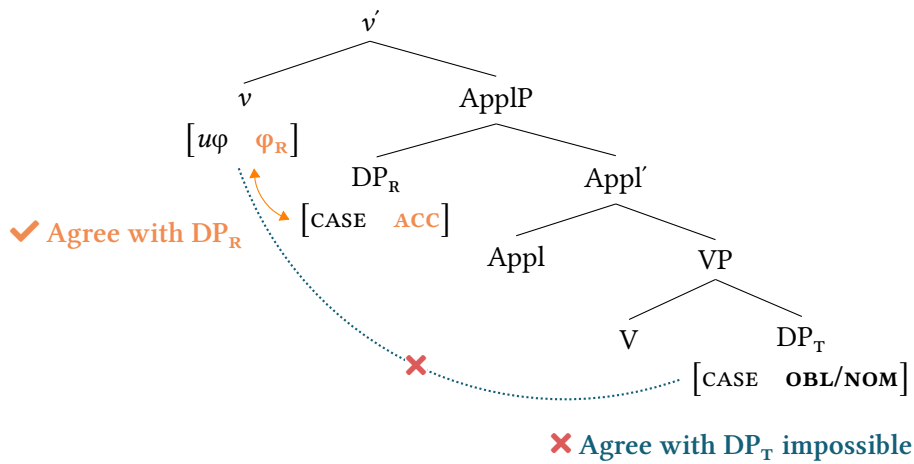 v′
v ApplP
[uφ φR]
DPR Appl′
[CASE ACC]
✔ Agree with DPR
Appl VP
V DPT
[CASE OBL/NOM]
✖ Agree with DPT impossible